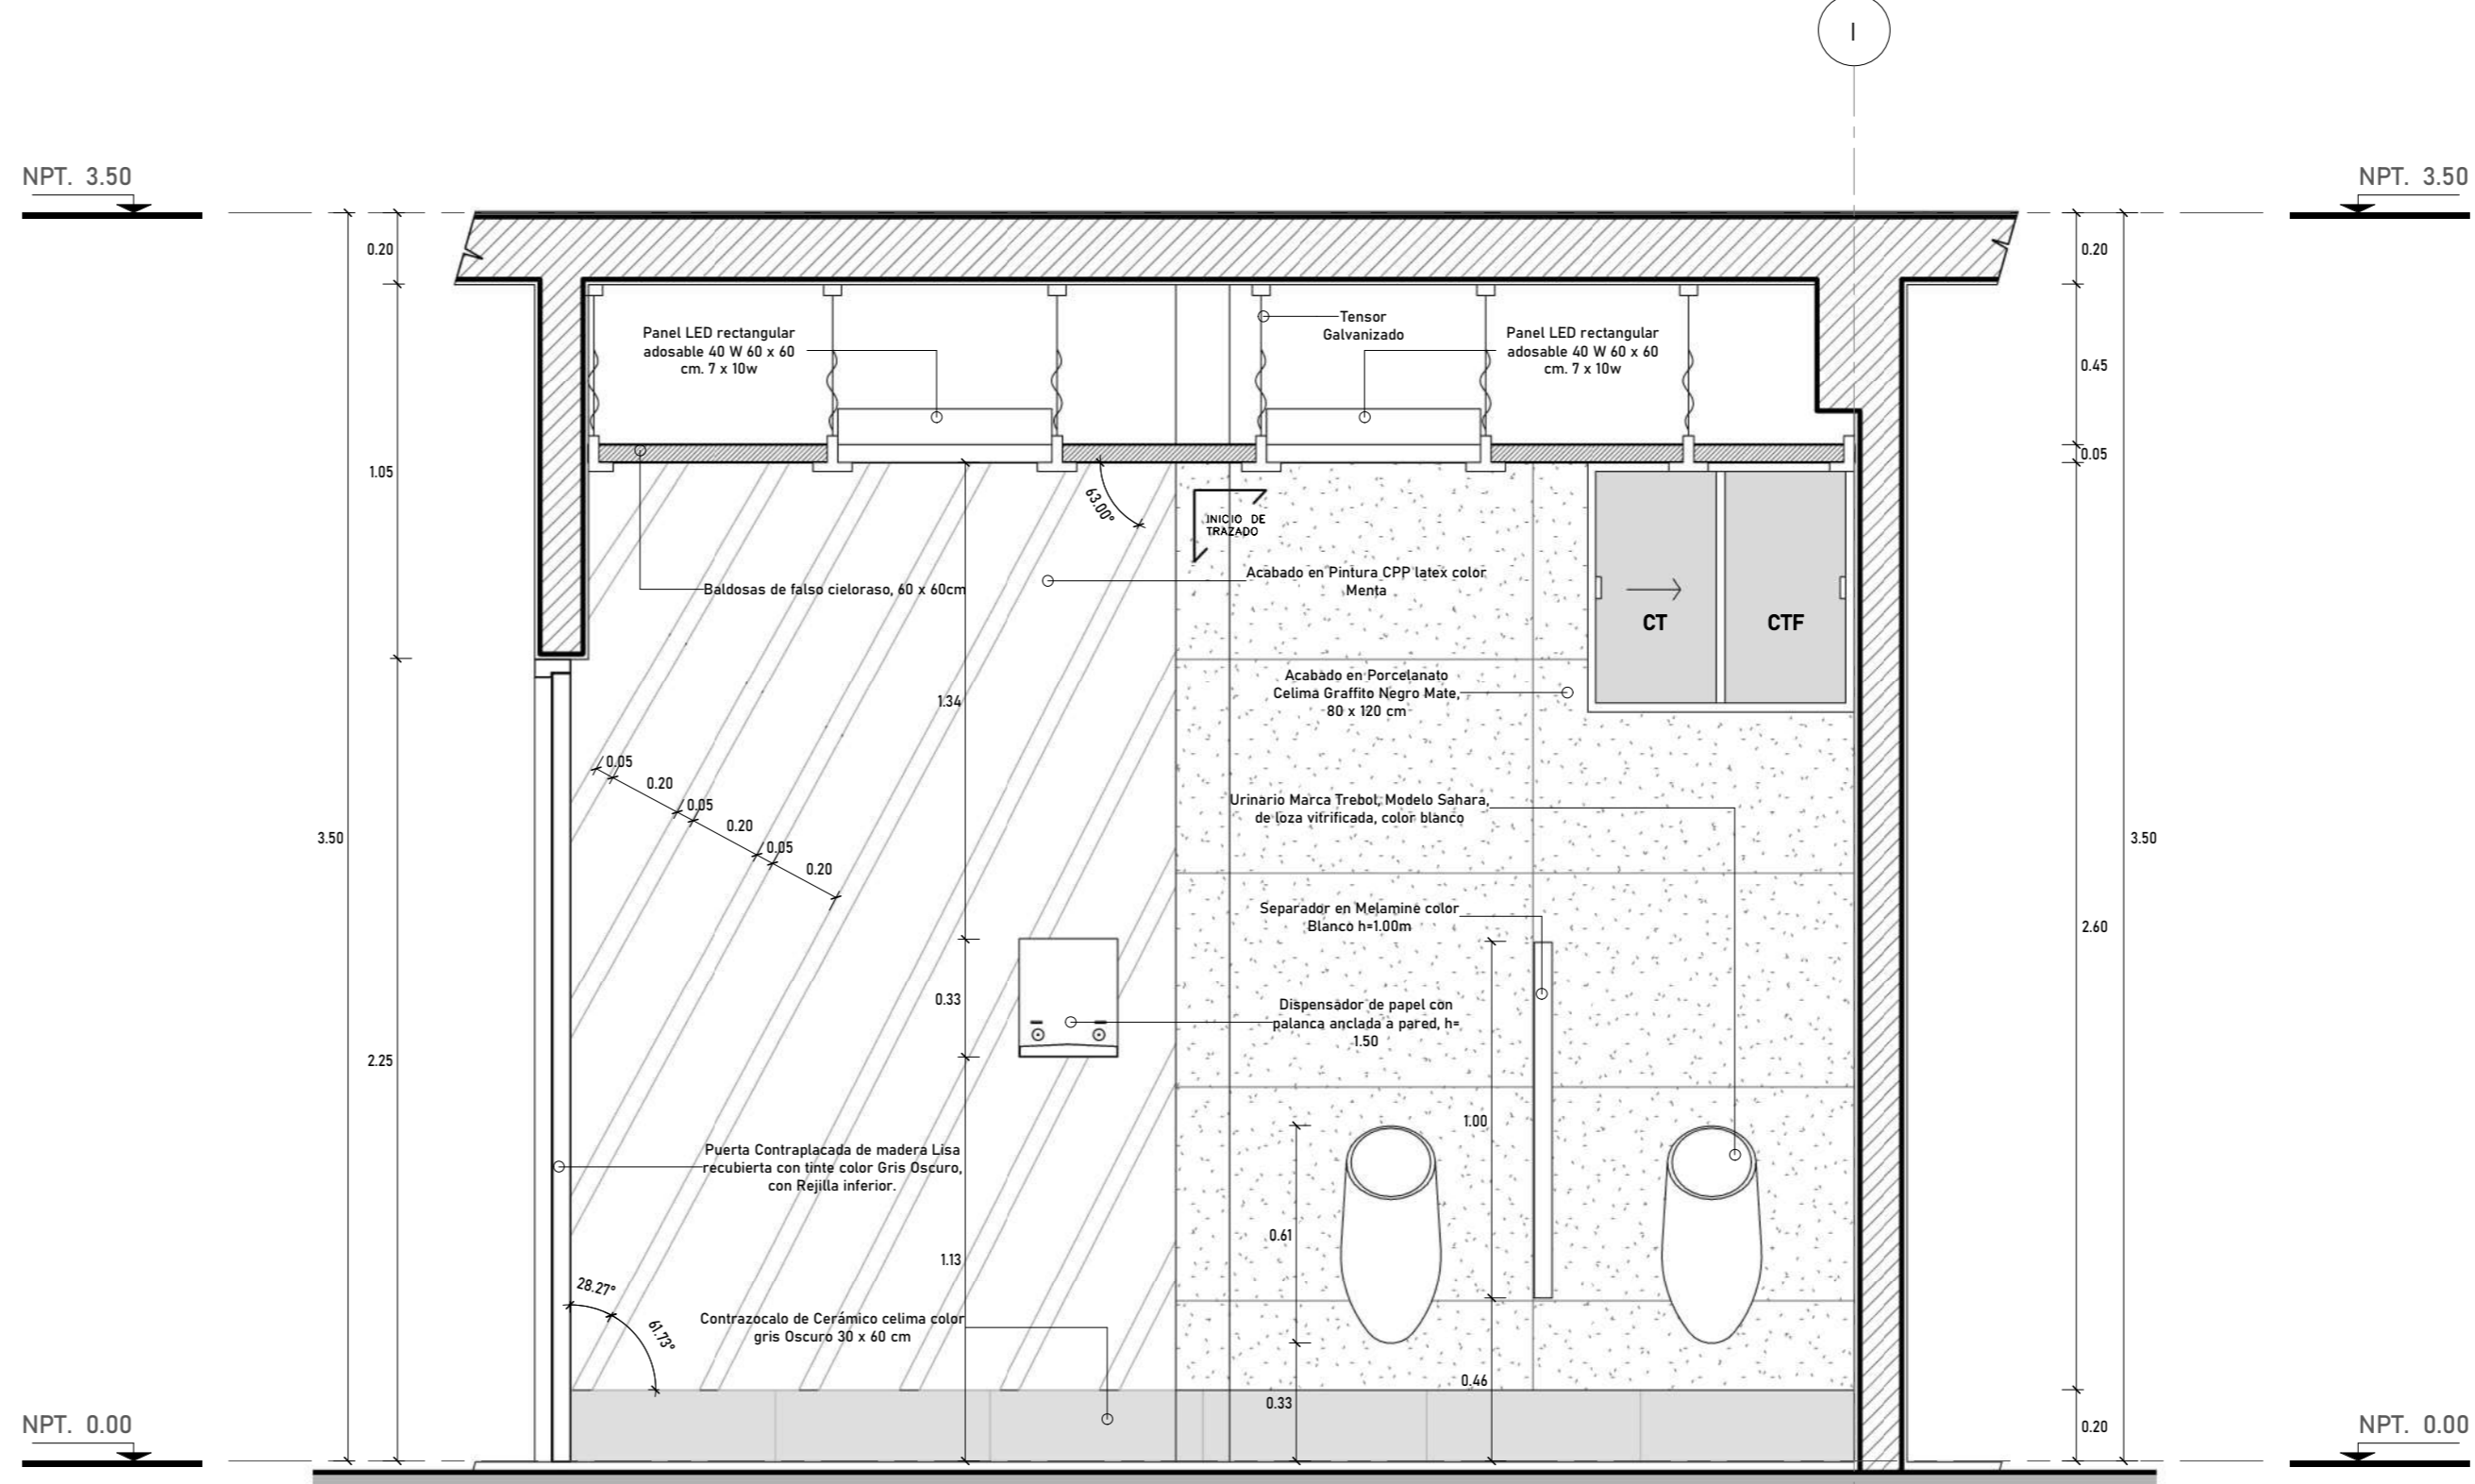 I
NPT. 3.50
NPT. 3.50
0.20
0.20
Panel LED rectangular
adosable 40 W 60 x 60
cm. 7 x 10w
Tensor
Galvanizado
Panel LED rectangular
adosable 40 W 60 x 60
cm. 7 x 10w
0.45
1.05
0.05
63.00°
INICIO DE
TRAZADO
Baldosas de falso cieloraso, 60 x 60cm
Acabado en Pintura CPP latex color
Menta
CT
CTF
Acabado en Porcelanato
Celima Graffito Negro Mate,
80 x 120 cm
1.34
0.05
0.20
0.05
0.20
0.05
0.20
Urinario Marca Trebol, Modelo Sahara,
de loza vitrificada, color blanco
3.50
3.50
Separador en Melamine color
Blanco h=1.00m
2.60
0.33
Dispensador de papel con
palanca anclada a pared, h=
1.50
2.25
1.00
Puerta Contraplacada de madera Lisa
recubierta con tinte color Gris Oscuro,
con Rejilla inferior.
0.61
1.13
28.27°
61.73°
Contrazocalo de Cerámico celima color
gris Oscuro 30 x 60 cm
0.46
0.33
0.20
NPT. 0.00
NPT. 0.00